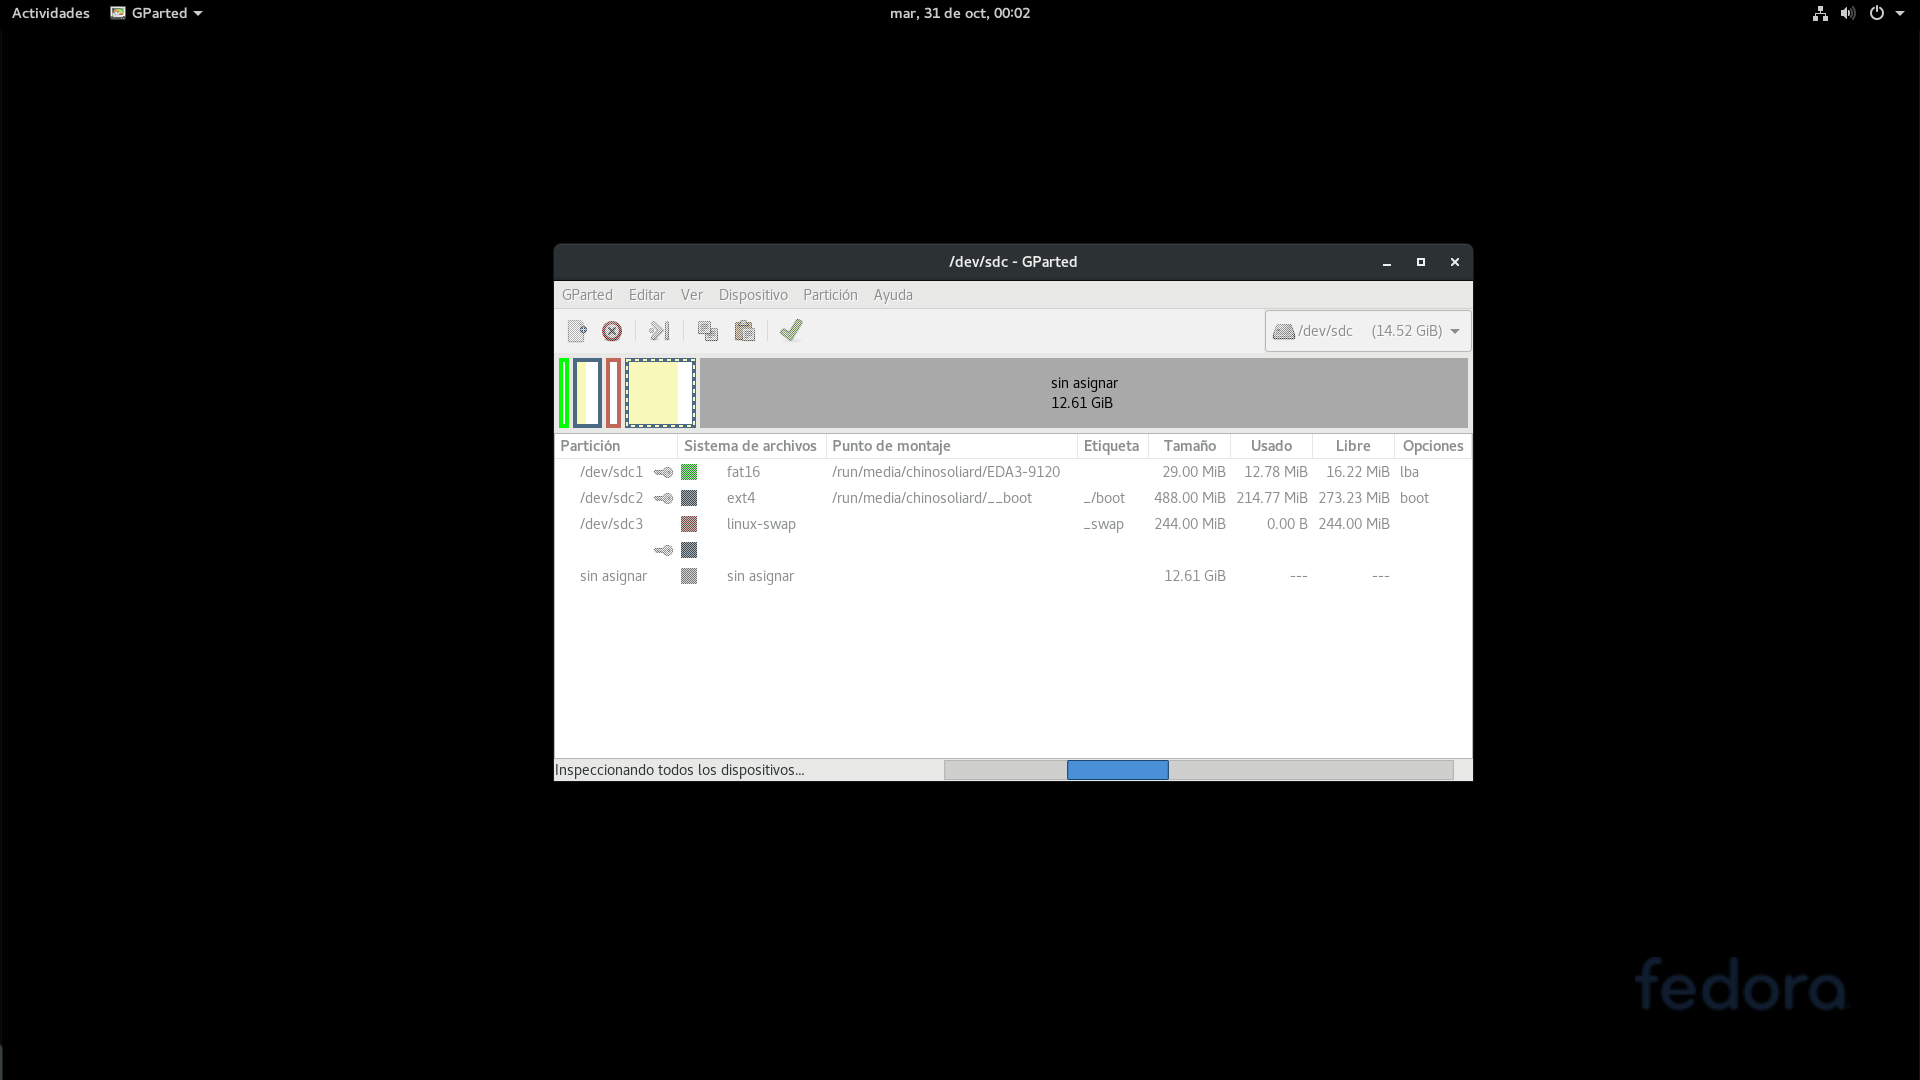 Actividades GParted mar, 31 de oct, 00:02
/dev/sdc - GParted
GParted Editar Ver Dispositivo Partición Ayuda
/dev/sdc (14.52 GiB)
sin asignar
12.61 GiB
Partición Sistema de archivos Punto de montaje Etiqueta Tamaño Usado Libre Opciones
/dev/sdc1 fat16 /run/media/chinosoliard/EDA3-9120 29.00 MiB 12.78 MiB 16.22 MiB lba
/dev/sdc2 ext4 /run/media/chinosoliard/__boot _/boot 488.00 MiB 214.77 MiB 273.23 MiB boot
/dev/sdc3 linux-swap _swap 244.00 MiB 0.00 B 244.00 MiB
sin asignar sin asignar 12.61 GiB --- ---
Inspeccionando todos los dispositivos...
fedora